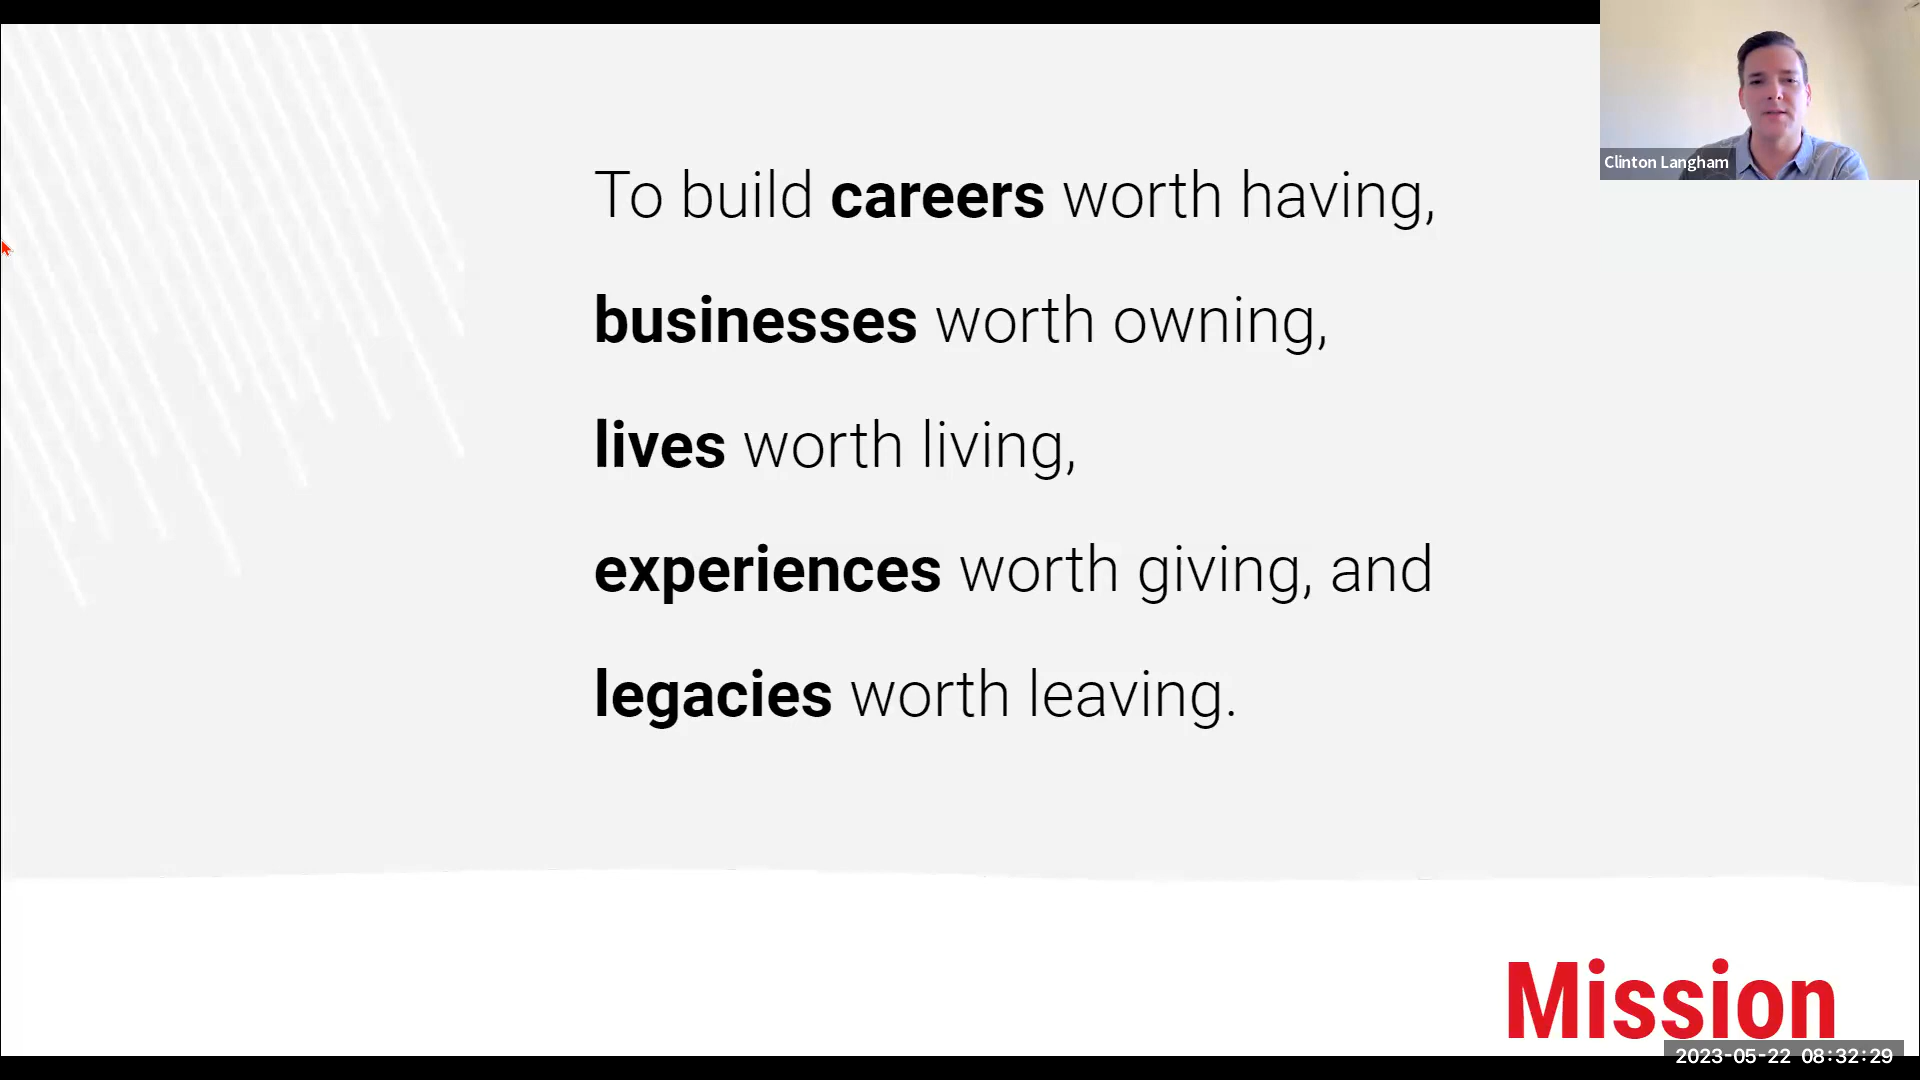 Clinton Langham
To build careers worth having,
businesses worth owning,
lives worth living,
experiences worth giving, and
legacies worth leaving.
Mission
2023-05-22 08:32:29